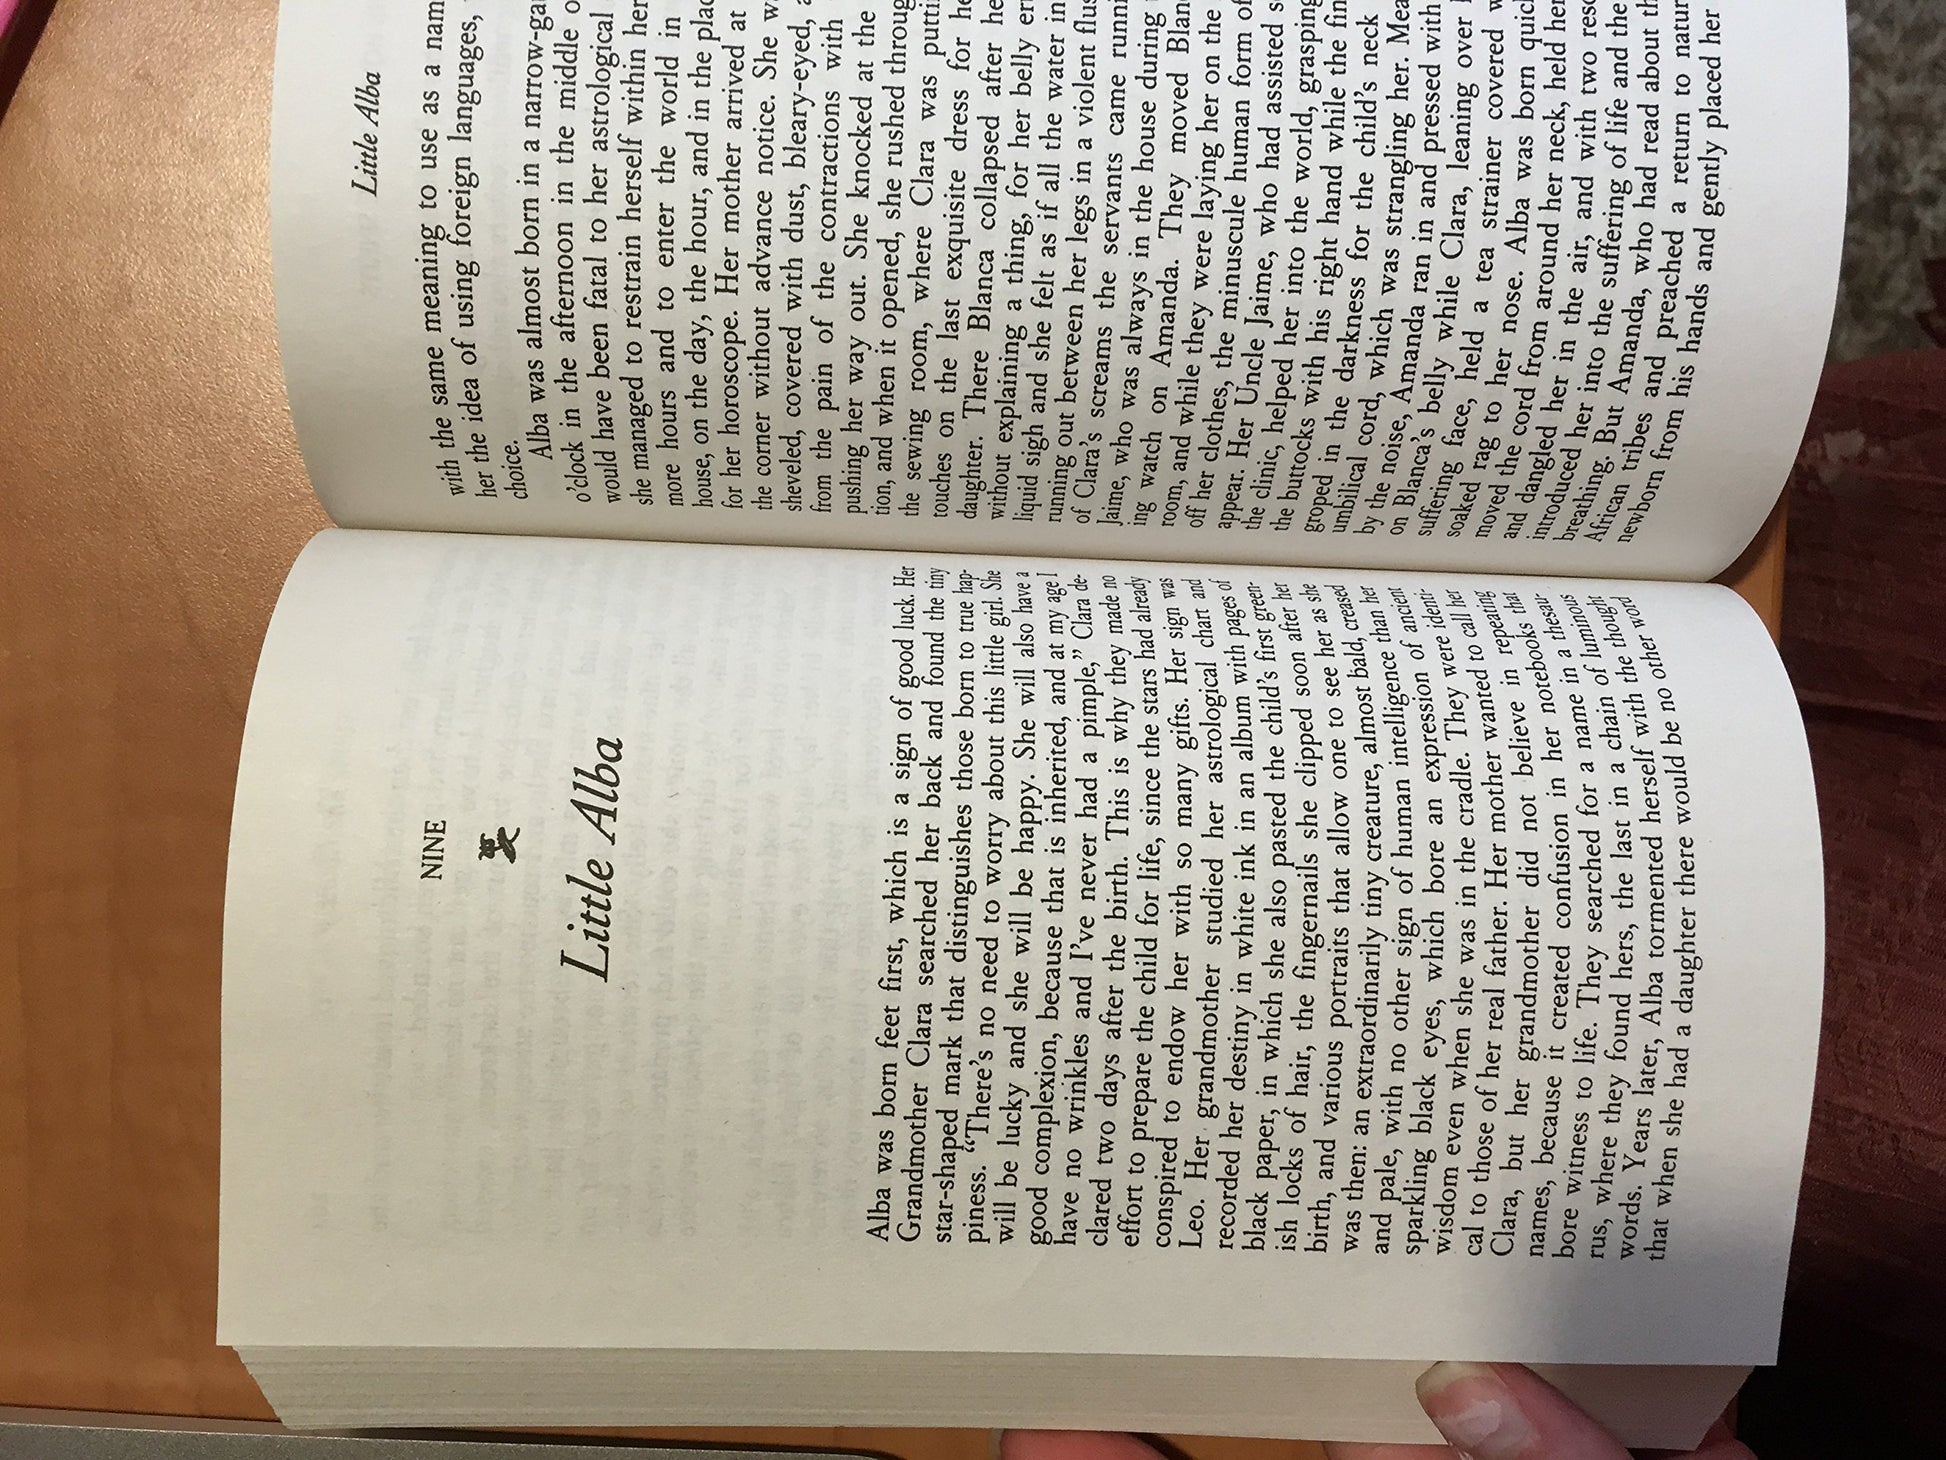 NINE
Little Alba
Alba was born feet first, which is a sign of good luck. Her
Grandmother Clara searched her back and found the tiny
star-shaped mark that distinguishes those born to true hap-
piness. “There’s no need to worry about this little girl. She
will be lucky and she will be happy. She will also have a
good complexion, because that is inherited, and at my age I
have no wrinkles and I’ve never had a pimple,” Clara de-
clared two days after the birth. This is why they made no
effort to prepare the child for life, since the stars had already
conspired to endow her with so many gifts. Her sign was
Leo. Her grandmother studied her astrological chart and
recorded her destiny in white ink in an album with pages of
black paper, in which she also pasted the child’s first green-
ish locks of hair, the fingernails she clipped soon after her
birth, and various portraits that allow one to see her as she
was then: an extraordinarily tiny creature, almost bald, creased
and pale, with no other sign of human intelligence than her
sparkling black eyes, which bore an expression of ancient
wisdom even when she was in the cradle. They were identi-
cal to those of her real father. Her mother wanted to call her
Clara, but her grandmother did not believe in repeating
names, because it created confusion in her notebooks that
bore witness to life. They searched for a name in a thesau-
rus, where they found hers, the last in a chain of luminous
words. Years later, Alba tormented herself with the thought
that when she had a daughter there would be no other word
Little Alba
with the same meaning to use as a nam
her the idea of using foreign languages,
choice.
Alba was almost born in a narrow-ga
o’clock in the afternoon in the middle o
would have been fatal to her astrological
she managed to restrain herself within her
more hours and to enter the world in
house, on the day, the hour, and in the plac
for her horoscope. Her mother arrived at
the corner without advance notice. She w
sheveled, covered with dust, bleary-eyed, a
from the pain of the contractions with
pushing her way out. She knocked at the
tion, and when it opened, she rushed throug
the sewing room, where Clara was putti
touches on the last exquisite dress for he
daughter. There Blanca collapsed after he
without explaining a thing, for her belly er
liquid sigh and she felt as if all the water in
running out between her legs in a violent flus
of Clara’s screams the servants came runni
Jaime, who was always in the house during
ing watch on Amanda. They moved Blan
room, and while they were laying her on the
off her clothes, the minuscule human form of
appear. Her Uncle Jaime, who had assisted s
the clinic, helped her into the world, grasping
the buttocks with his right hand while the fin
groped in the darkness for the child’s neck
umbilical cord, which was strangling her. Mea
by the noise, Amanda ran in and pressed with
on Blanca’s belly while Clara, leaning over
suffering face, held a tea strainer covered w
soaked rag to her nose. Alba was born quick
moved the cord from around her neck, held her
and dangled her in the air, and with two reso
introduced her into the suffering of life and the
breathing. But Amanda, who had read about th
African tribes and preached a return to natur
newborn from his hands and gently placed her